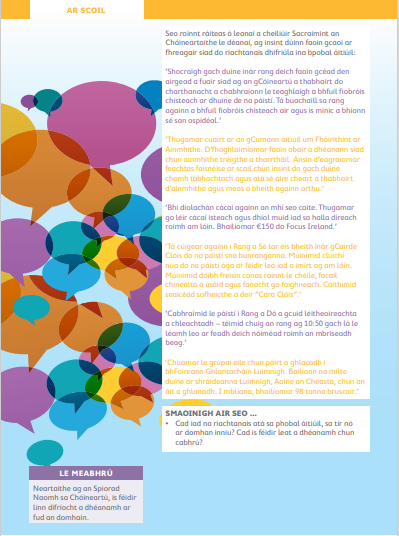 AR SCOIL
Seo roinnt ráiteas ó leanaí a cheiliúir Sacraimint an
Chóineartaithe le déanaí, ag insint dúinn faoin gcaoi ar
fhreagair siad do riachtanais dhifriúla ina bpobal áitiúil:
'Shocraigh gach duine inár rang deich faoin gcéad den
airgead a fuair siad ag an gCóineartú a thabhairt do
charthanacht a chabhraíonn le teaghlaigh a bhfuil fiobróis
chisteach ar dhuine de na páistí. Tá buachaill sa rang
againn a bhfuil fiobróis chisteach air agus is minic a bhíonn
sé san ospidéal.'
'Thugamar cuairt ar an gCumann áitiúil um Fhóirithint ar
Ainmhithe. D'fhoghlaimíomar faoin obair a dhéanann siad
chun ainmhithe tréigthe a tharrtháil. Ansin d'eagraíomar
feachtas faisnéise ar scoil chun insint do gach duine
chomh tábhachtach agus atá sé aire cheart a thabhairt
d'ainmhithe agus meas a bheith againn orthu.'
'Bhí díolachán cácaí againn an mhí seo caite. Thugamar
go léir cácaí isteach agus dhíol muid iad sa halla díreach
roimh am lóin. Bhailíomar €150 do Focus Ireland.'
'Tá cúigear againn i Rang a Sé tar éis bheith inár gCairde
Clóis do na páistí sna bunranganna. Múinimid cluichí
nua do na páistí óga ar féidir leo iad a imirt ag am lóin.
Múinimid dóibh freisin conas roinnt le chéile, focail
chineálta a úsáid agus fanacht go foighneach. Caithimid
seaicéad soifheicthe a deir "Cara Clóis".'
'Cabhraímid le páistí i Rang a Dó a gcuid léitheoireachta
a chleachtadh – téimid chuig an rang ag 10:50 gach lá le
léamh leo ar feadh deich nóiméad roimh an mbriseadh
beag.'
'Chuamar le grúpaí eile chun páirt a ghlacadh i
bhFoireann Ghlantacháin Luimnigh. Bailíonn na mílte
duine ar shráideanna Luimnigh, Aoine an Chéasta, chun an
áit a ghlanadh. I mbliana, bhailíomar 98 tonna bruscair.'
SMAOINIGH AIR SEO ...
• Cad iad na riachtanais atá sa phobal áitiúil, sa tír nó
ar domhan inniu? Cad is féidir leat a dhéanamh chun
cabhrú?
LE MEABHRÚ
Neartaithe ag an Spiorad
Naomh sa Chóineartú, is féidir
linn difríocht a dhéanamh ar
fud an domhain.